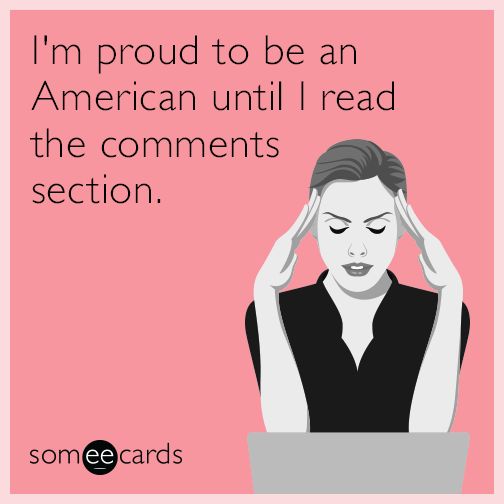 I'm proud to be an
American until I read
the comments
section.
someecards